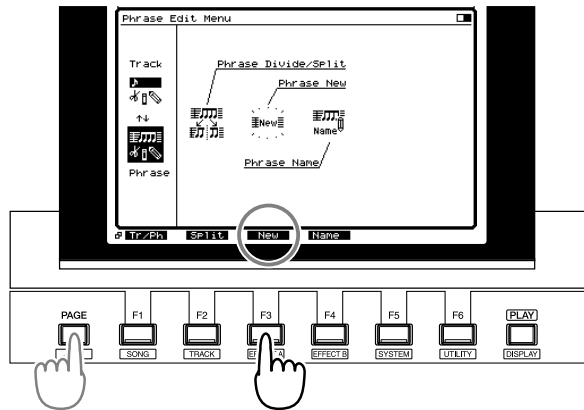 Phrase Edit Menu
Track
Phrase Divide/Split
Phrase New
New
Name
Phrase Name
Phrase
Tr/Ph Split New Name
PAGE F1 F2 F3 F4 F5 F6 PLAY
SONG TRACK EFFECT B SYSTEM UTILITY DISPLAY